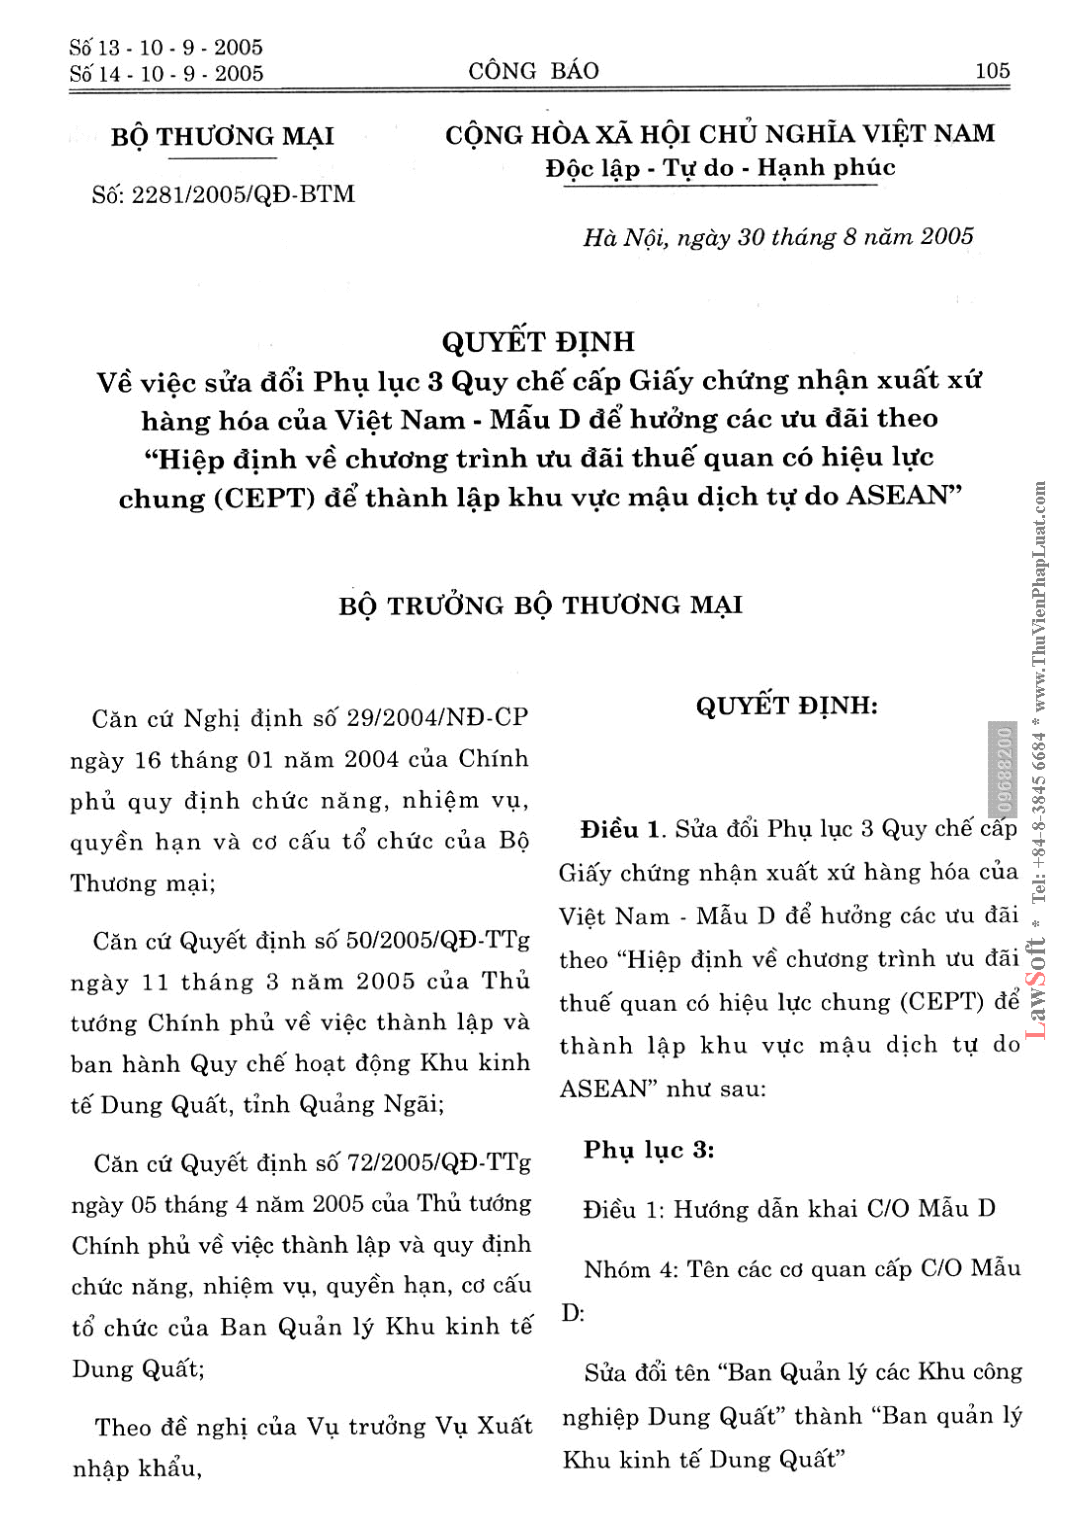 Số 13 - 10 - 9 - 2005
Số 14 - 10 - 9 - 2005
CÔNG BÁO
105
BỘ THƯƠNG MẠI
Số: 2281/2005/QĐ-BTM
CỘNG HÒA XÃ HỘI CHỦ NGHĨA VIỆT NAM
Độc lập - Tự do - Hạnh phúc
Hà Nội, ngày 30 tháng 8 năm 2005
QUYẾT ĐỊNH
Về việc sửa đổi Phụ lục 3 Quy chế cấp Giấy chứng nhận xuất xứ
hàng hóa của Việt Nam - Mẫu D để hưởng các ưu đãi theo
“Hiệp định về chương trình ưu đãi thuế quan có hiệu lực
chung (CEPT) để thành lập khu vực mậu dịch tự do ASEAN”
BỘ TRƯỞNG BỘ THƯƠNG MẠI
Căn cứ Nghị định số 29/2004/NĐ-CP
ngày 16 tháng 01 năm 2004 của Chính
phủ quy định chức năng, nhiệm vụ,
quyền hạn và cơ cấu tổ chức của Bộ
Thương mại;
Căn cứ Quyết định số 50/2005/QĐ-TTg
ngày 11 tháng 3 năm 2005 của Thủ
tướng Chính phủ về việc thành lập và
ban hành Quy chế hoạt động Khu kinh
tế Dung Quất, tỉnh Quảng Ngãi;
Căn cứ Quyết định số 72/2005/QĐ-TTg
ngày 05 tháng 4 năm 2005 của Thủ tướng
Chính phủ về việc thành lập và quy định
chức năng, nhiệm vụ, quyền hạn, cơ cấu
tổ chức của Ban Quản lý Khu kinh tế
Dung Quất;
Theo đề nghị của Vụ trưởng Vụ Xuất
nhập khẩu,
QUYẾT ĐỊNH:
Điều 1. Sửa đổi Phụ lục 3 Quy chế cấp
Giấy chứng nhận xuất xứ hàng hóa của
Việt Nam - Mẫu D để hưởng các ưu đãi
theo “Hiệp định về chương trình ưu đãi
thuế quan có hiệu lực chung (CEPT) để
thành lập khu vực mậu dịch tự do
ASEAN” như sau:
Phụ lục 3:
Điều 1: Hướng dẫn khai C/O Mẫu D
Nhóm 4: Tên các cơ quan cấp C/O Mẫu
D:
Sửa đổi tên “Ban Quản lý các Khu công
nghiệp Dung Quất” thành “Ban quản lý
Khu kinh tế Dung Quất”
09688200
LawSoft * Tel: +84-8-3845 6684 * www.ThuVienPhapLuat.com